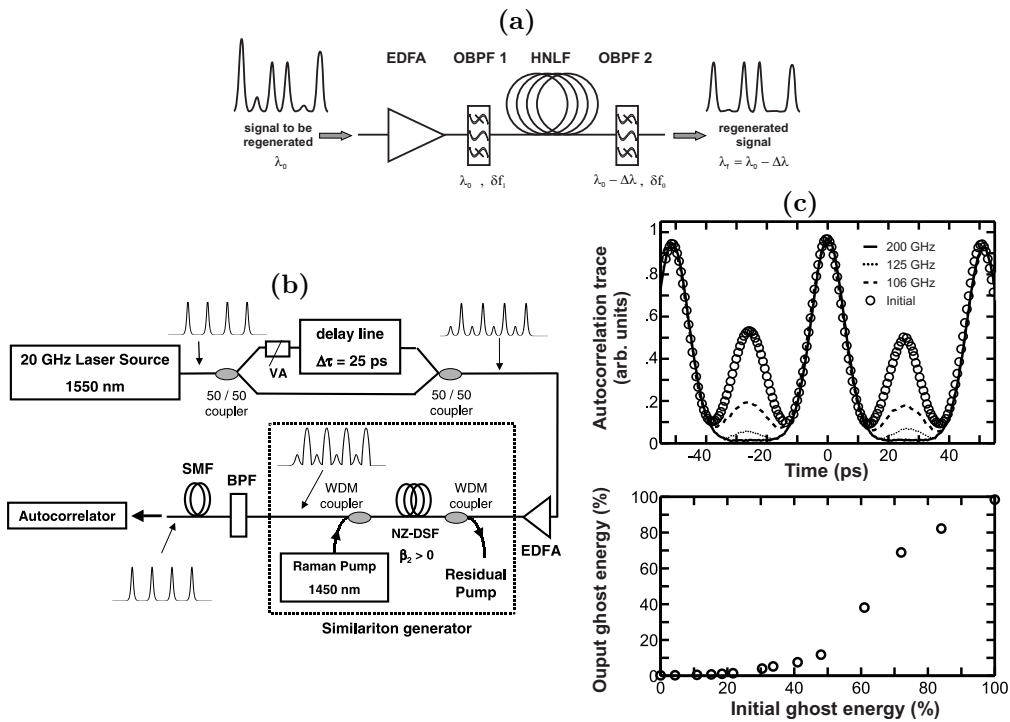 (a)
EDFA OBPF 1 HNLF OBPF 2
signal to be
regenerated
λ₀
λ₀ , δf₁
λ₀ – Δλ , δf₀
regenerated
signal
λf = λ₀ – Δλ
(b)
20 GHz Laser Source
1550 nm
50 / 50
coupler
VA
delay line
Δτ = 25 ps
50 / 50
coupler
Autocorrelator
SMF
BPF
WDM
coupler
NZ-DSF
β₂ > 0
WDM
coupler
EDFA
Raman Pump
1450 nm
Residual
Pump
Similariton generator
(c)
Autocorrelation trace
(arb. units)
1
.8
.6
.4
.2
0
200 GHz
125 GHz
106 GHz
Initial
-40 -20 0 20 40
Time (ps)
Ouput ghost energy (%)
100
80
60
40
20
0
0 20 40 60 80 100
Initial ghost energy (%)